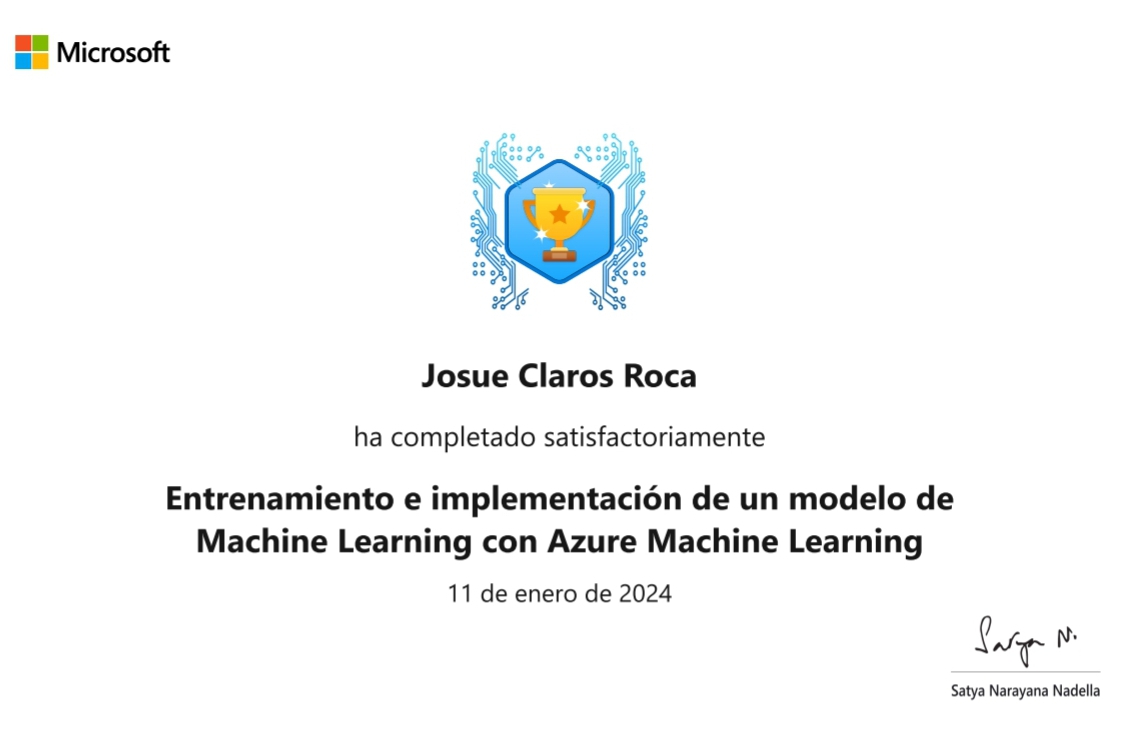 Microsoft
Josue Claros Roca
ha completado satisfactoriamente
Entrenamiento e implementación de un modelo de
Machine Learning con Azure Machine Learning
11 de enero de 2024
Satya N.
Satya Narayana Nadella